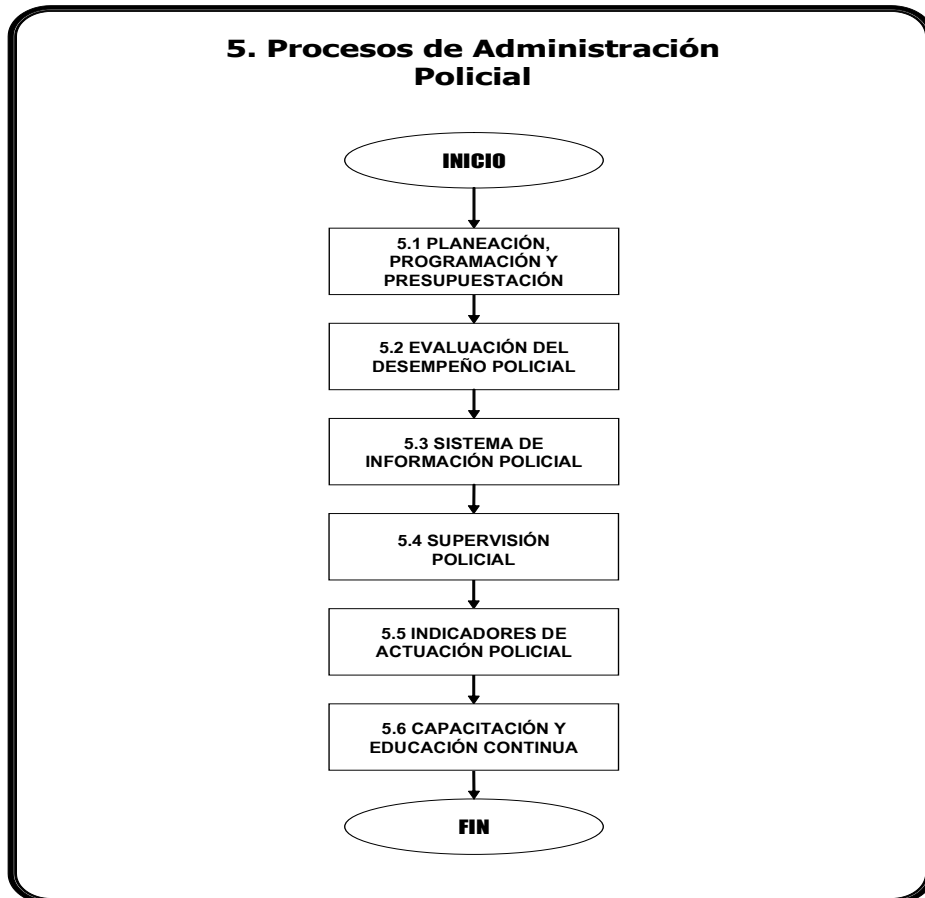 5. Procesos de Administración
Policial
INICIO
5.1 PLANEACIÓN,
PROGRAMACIÓN Y
PRESUPUESTACIÓN
5.2 EVALUACIÓN DEL
DESEMPEÑO POLICIAL
5.3 SISTEMA DE
INFORMACIÓN POLICIAL
5.4 SUPERVISIÓN
POLICIAL
5.5 INDICADORES DE
ACTUACIÓN POLICIAL
5.6 CAPACITACIÓN Y
EDUCACIÓN CONTINUA
FIN